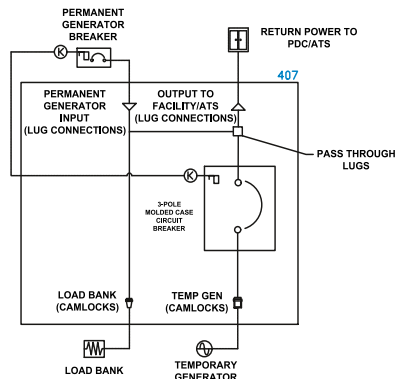 PERMANENT
GENERATOR
BREAKER
K
RETURN POWER TO
PDC/ATS
407
PERMANENT
GENERATOR
INPUT
(LUG CONNECTIONS)
OUTPUT TO
FACILITY/ATS
(LUG CONNECTIONS)
PASS THROUGH
LUGS
K
3-POLE
MOLDED CASE
CIRCUIT
BREAKER
LOAD BANK
(CAMLOCKS)
TEMP GEN
(CAMLOCKS)
LOAD BANK
TEMPORARY
GENERATOR